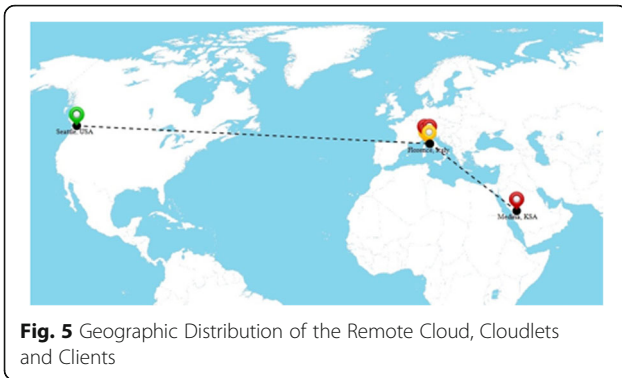 Seattle, USA
Florence, Italy
Medina, KSA
Fig. 5 Geographic Distribution of the Remote Cloud, Cloudlets
and Clients